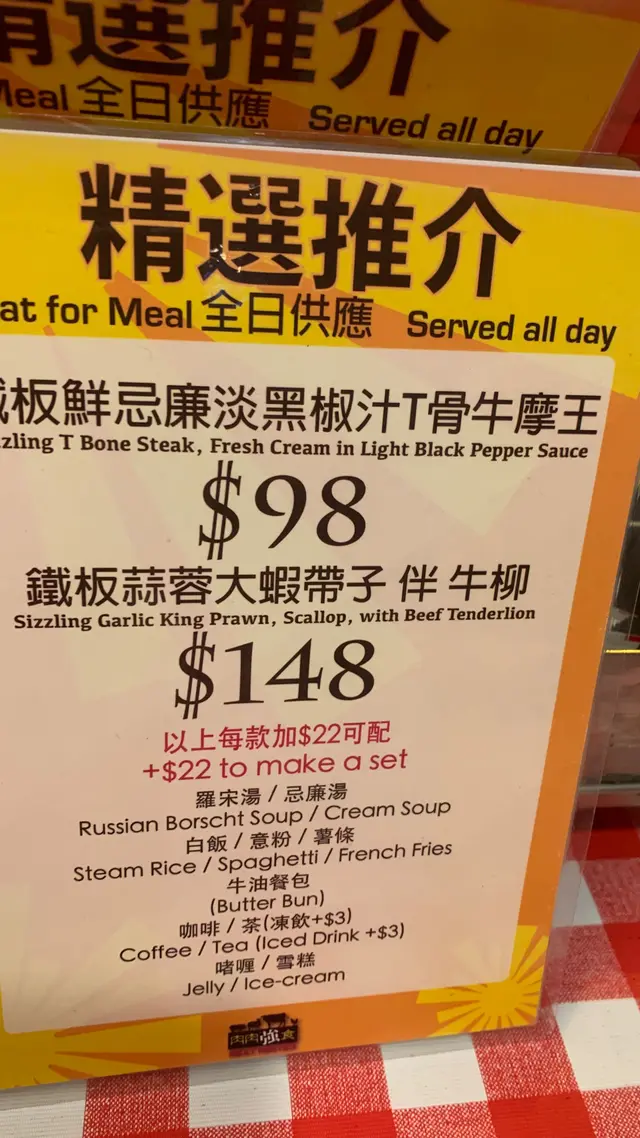 精選推介
Meal 全日供應 Served all day
精選推介
at for Meal 全日供應 Served all day
板鮮忌廉淡黑椒汁T骨牛摩王
zling T Bone Steak, Fresh Cream in Light Black Pepper Sauce
$98
鐵板蒜蓉大蝦帶子 伴 牛柳
Sizzling Garlic King Prawn, Scallop, with Beef Tenderlion
$148
以上每款加$22可配
+$22 to make a set
羅宋湯 / 忌廉湯
Russian Borscht Soup / Cream Soup
白飯 / 意粉 / 薯條
Steam Rice / Spaghetti / French Fries
牛油餐包
(Butter Bun)
咖啡 / 茶(凍飲+$3)
Coffee / Tea (Iced Drink +$3)
啫喱 / 雪糕
Jelly / Ice-cream
肉肉強食